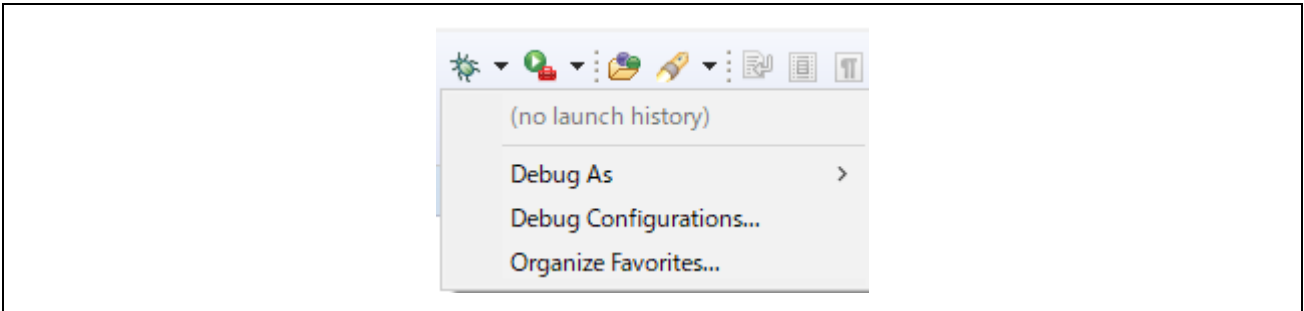 (no launch history)
Debug As
Debug Configurations...
Organize Favorites...